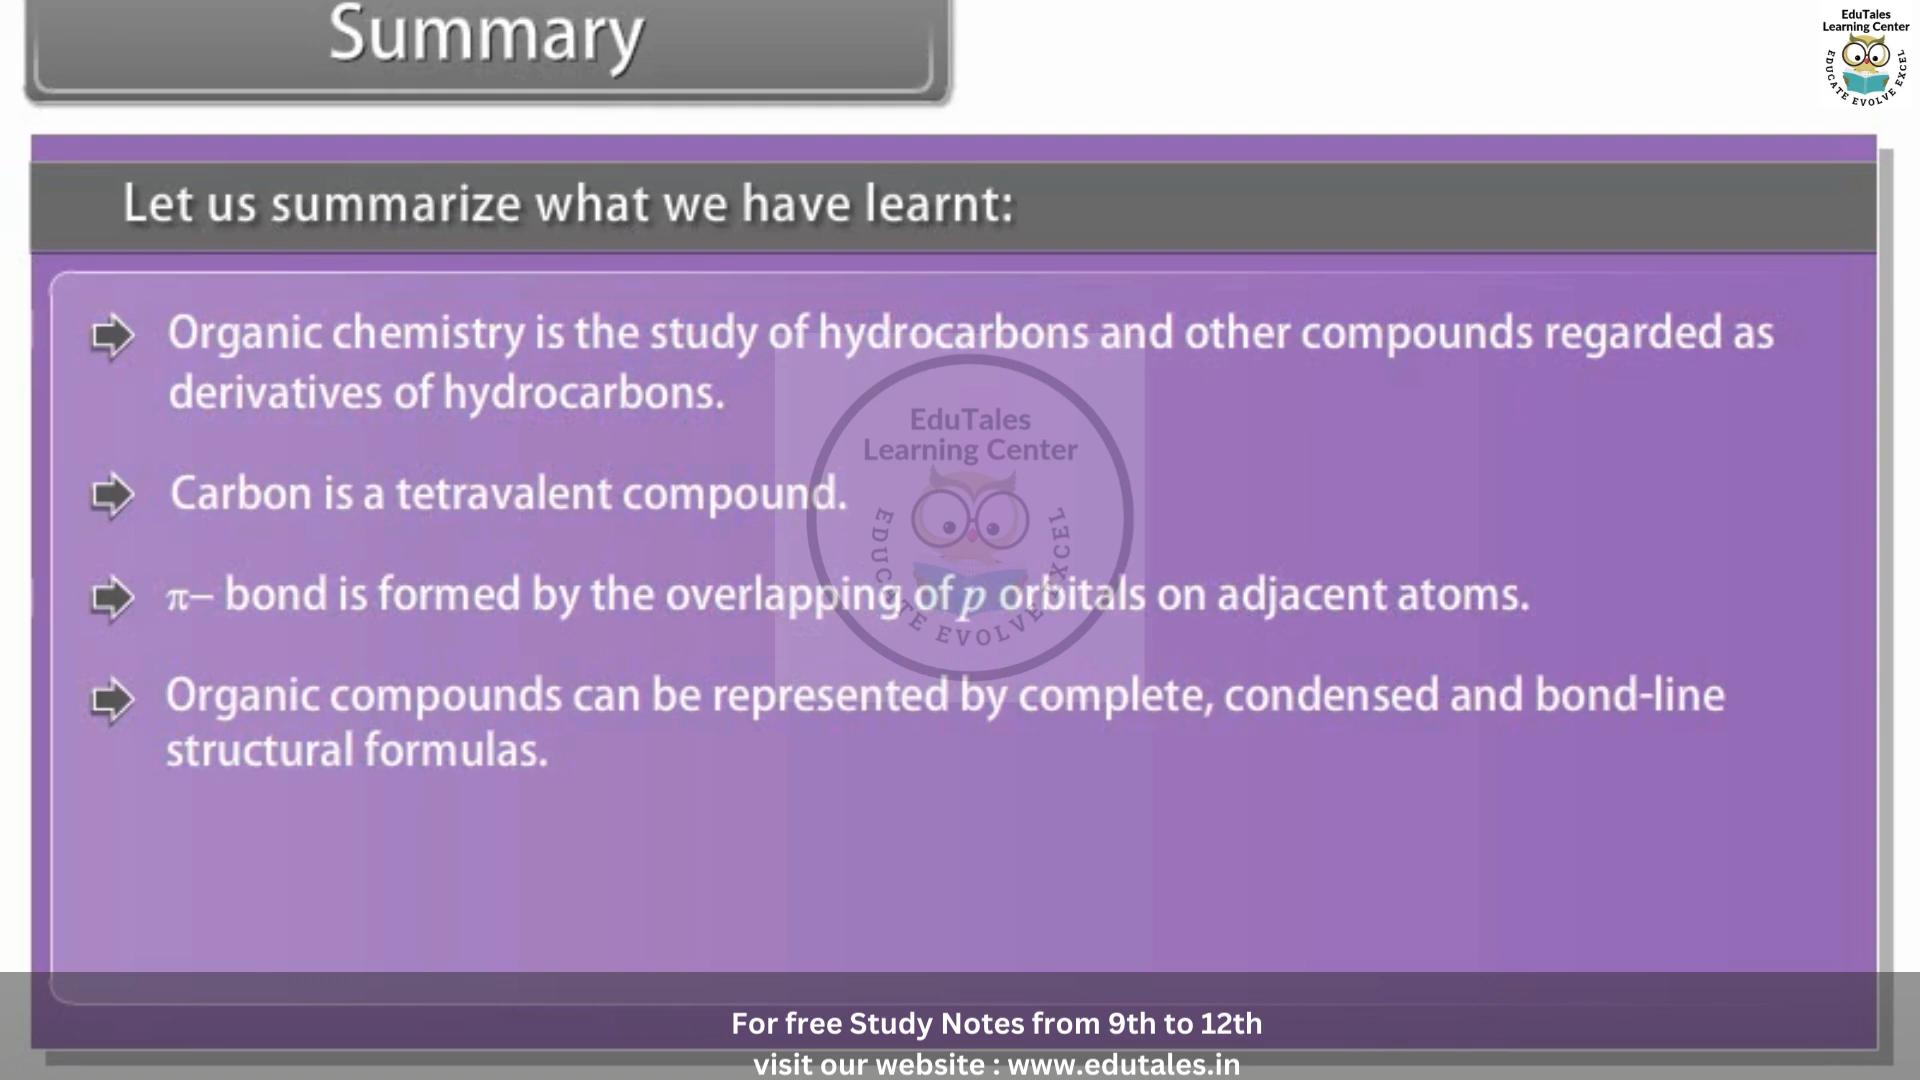 Summary
EduTales
Learning Center
EDUCATE EVOLVE EXCEL
Let us summarize what we have learnt:
Organic chemistry is the study of hydrocarbons and other compounds regarded as
derivatives of hydrocarbons.
Carbon is a tetravalent compound.
π– bond is formed by the overlapping of p orbitals on adjacent atoms.
Organic compounds can be represented by complete, condensed and bond-line
structural formulas.
EduTales
Learning Center
EDUCATE EVOLVE EXCEL
For free Study Notes from 9th to 12th
visit our website : www.edutales.in